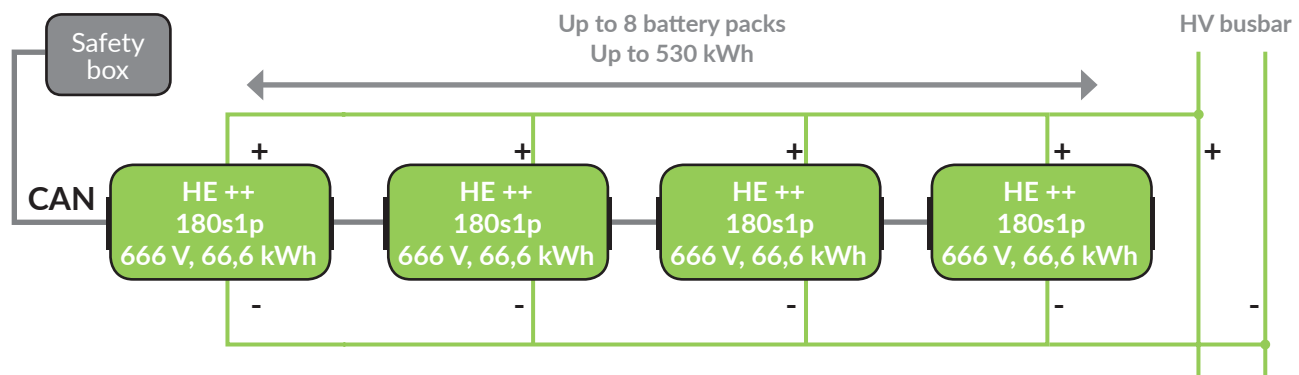 Up to 8 battery packs
Up to 530 kWh
HV busbar
Safety
box
+
+
+
+
+
CAN
HE ++
180s1p
666 V, 66,6 kWh
HE ++
180s1p
666 V, 66,6 kWh
HE ++
180s1p
666 V, 66,6 kWh
HE ++
180s1p
666 V, 66,6 kWh
-
-
-
-
-